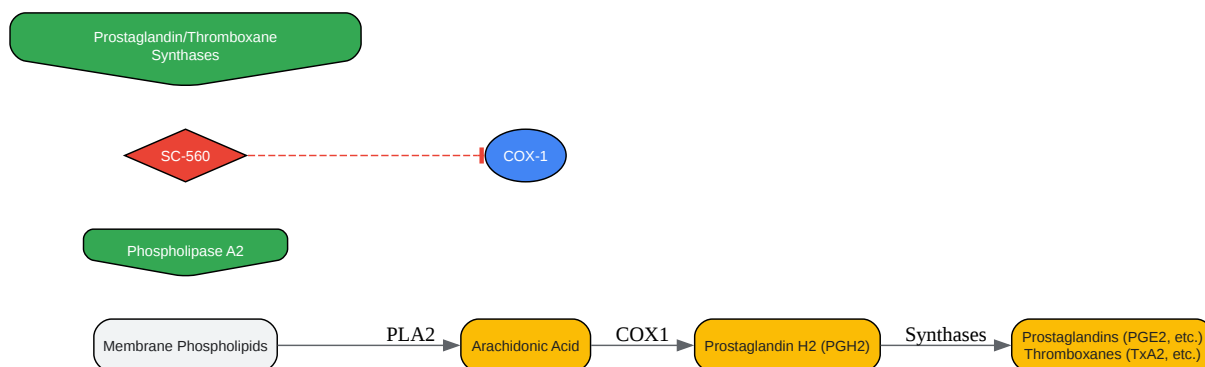 Prostaglandin/Thromboxane
Synthases
SC-560
COX-1
Phospholipase A2
Membrane Phospholipids
PLA2
Arachidonic Acid
COX1
Prostaglandin H2 (PGH2)
Synthases
Prostaglandins (PGE2, etc.)
Thromboxanes (TxA2, etc.)